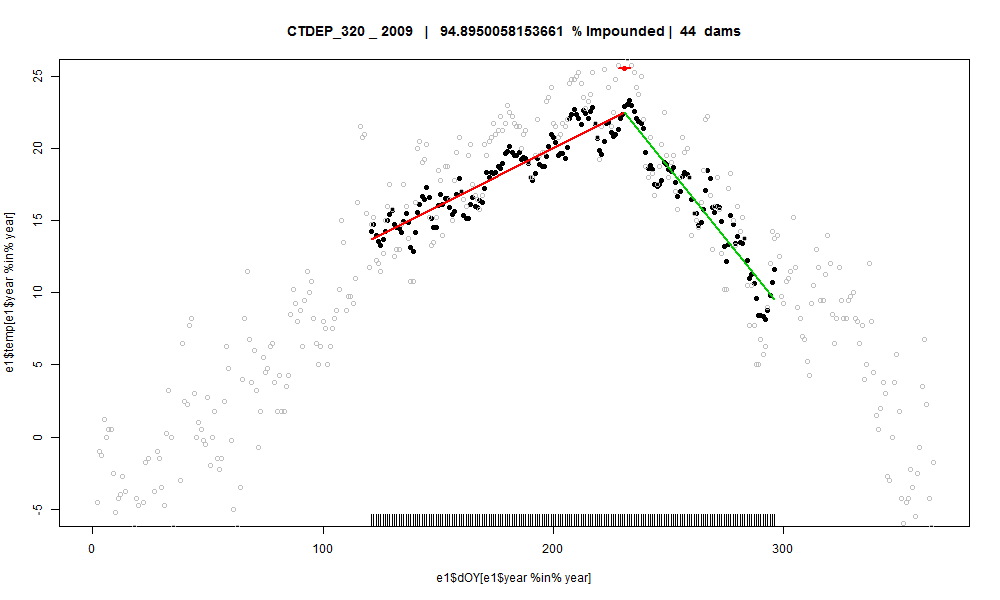 CTDEP_320 _ 2009 | 94.8950058153661 % Impounded | 44 dams
25
20
15
10
5
0
-5
e1$temp[e1$year %in% year]
0 100 200 300
e1$dOY[e1$year %in% year]